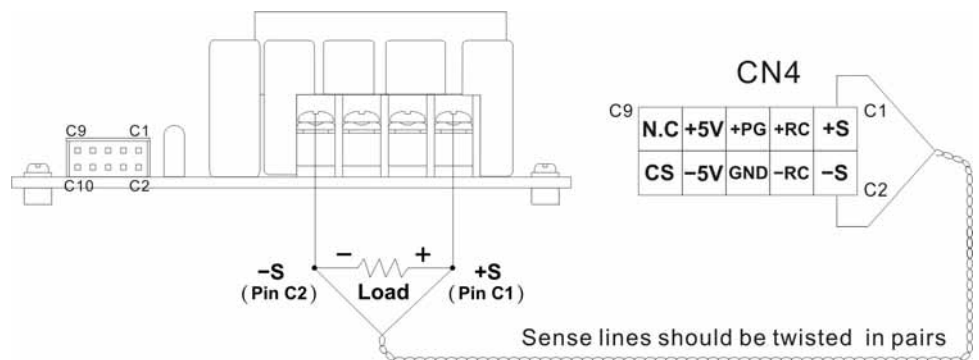 C9 C1
C10 C2
− +
−S Load +S
(Pin C2) (Pin C1)
CN4
C9 C1
N.C +5V +PG +RC +S
CS −5V GND −RC −S
C2
Sense lines should be twisted in pairs